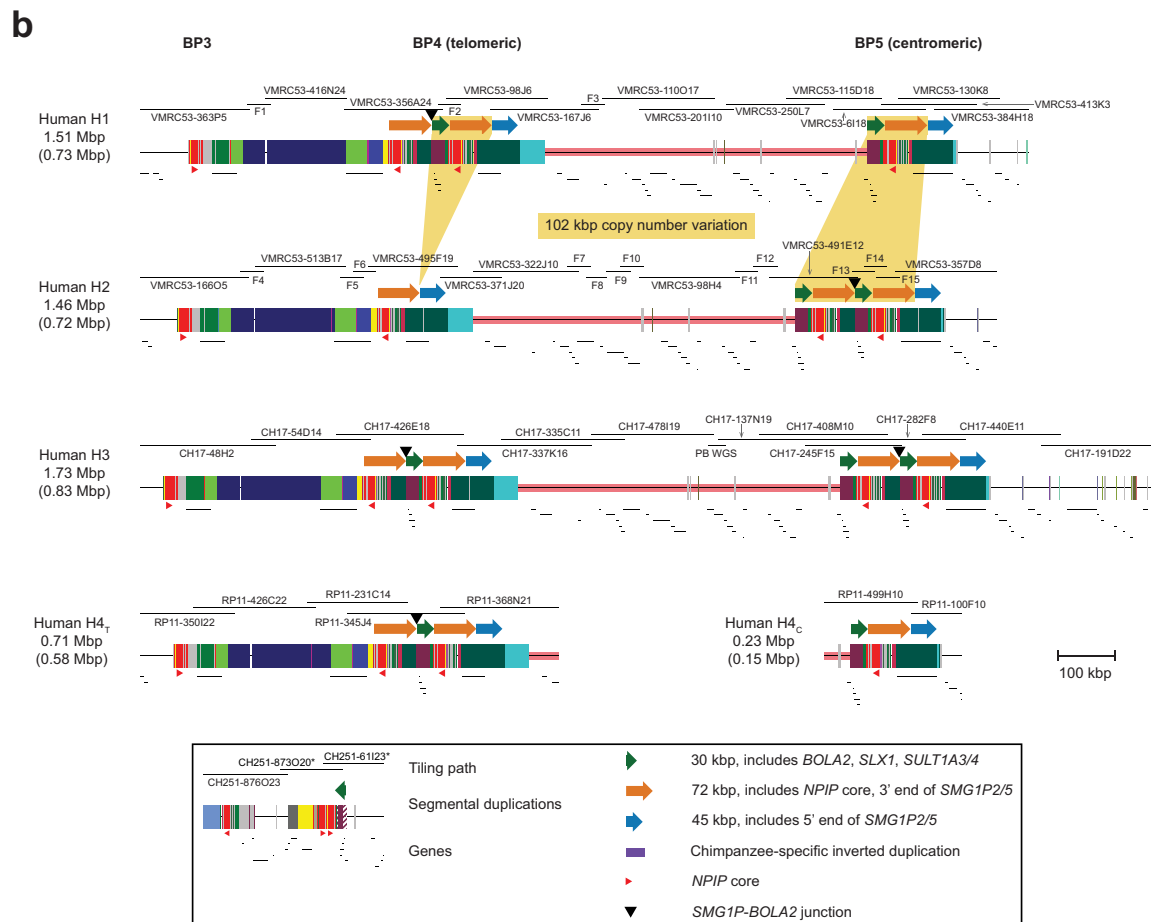 b
BP3
BP4 (telomeric)
BP5 (centromeric)
VMRC53-416N24
VMRC53-98J6
F3
VMRC53-110O17
VMRC53-115D18
VMRC53-130K8
VMRC53-356A24
VMRC53-413K3
Human H1
1.51 Mbp
(0.73 Mbp)
VMRC53-363P5
F1
F2
VMRC53-167J6
VMRC53-201I10
VMRC53-250L7
VMRC53-6I18
VMRC53-384H18
102 kbp copy number variation
VMRC53-491E12
VMRC53-513B17
F6
VMRC53-495F19
VMRC53-322J10
F7
F10
F12
F14
VMRC53-357D8
Human H2
1.46 Mbp
(0.72 Mbp)
VMRC53-166O5
F4
F5
VMRC53-371J20
F8
F9
VMRC53-98H4
F11
F13
F15
CH17-54D14
CH17-426E18
CH17-335C11
CH17-478I19
CH17-137N19
CH17-408M10
CH17-282F8
CH17-440E11
Human H3
1.73 Mbp
(0.83 Mbp)
CH17-48H2
CH17-337K16
PB WGS
CH17-245F15
CH17-191D22
RP11-426C22
RP11-231C14
RP11-368N21
RP11-499H10
Human H4T
0.71 Mbp
(0.58 Mbp)
RP11-350I22
RP11-345J4
Human H4C
0.23 Mbp
(0.15 Mbp)
RP11-100F10
100 kbp
CH251-61I23*
CH251-873O20*
CH251-876O23
Tiling path
Segmental duplications
Genes
30 kbp, includes BOLA2, SLX1, SULT1A3/4
72 kbp, includes NPIP core, 3' end of SMG1P2/5
45 kbp, includes 5' end of SMG1P2/5
Chimpanzee-specific inverted duplication
NPIP core
SMG1P-BOLA2 junction